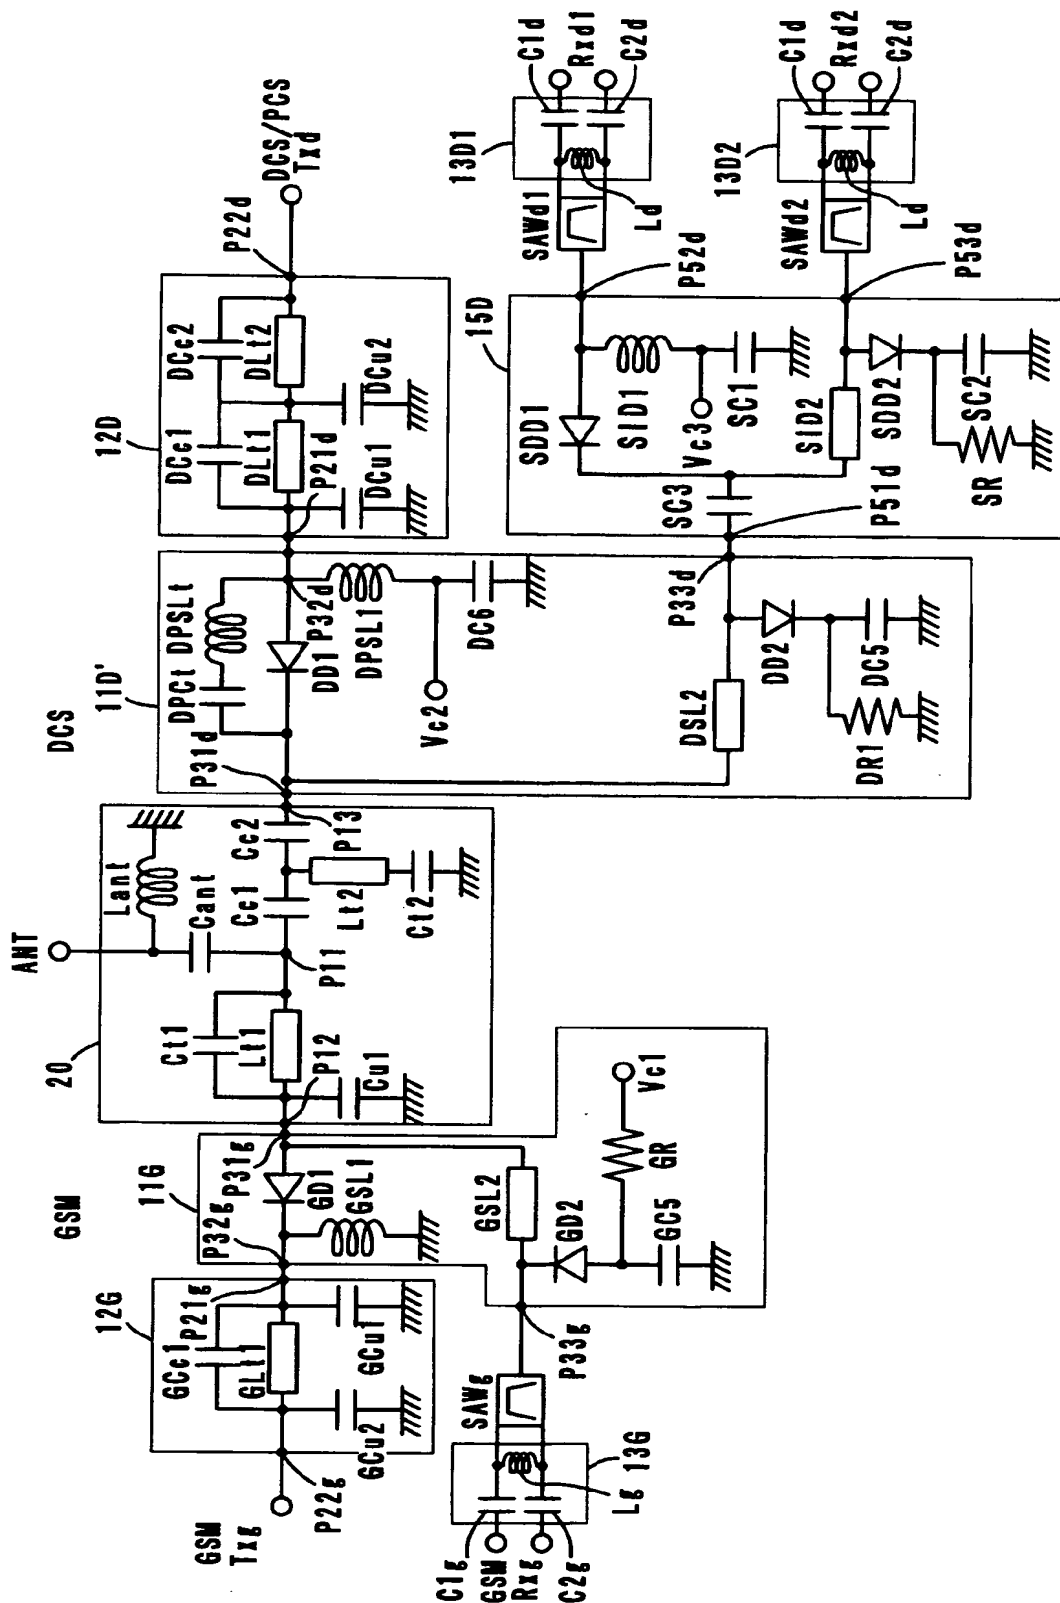 GSM
DCS
ANT
20
Lant
Cant
Ct1
Lt1
P11
P12
Cu1
Cc1
Cc2
P13
Lt2
Ct2
11G
P31g
P32g
GD1
GSL1
GSL2
GD2
GR
Vc1
GC5
P33g
12G
P21g
GCc1
GLt1
GCu1
GCu2
P22g
GSM
Txg
SAWg
13G
Lg
C1g
GSM
Rxg
C2g
11D'
P31d
DPCt
DPSLt
DD1
P32d
DPSL1
Vc2
DC6
DSL2
DD2
DR1
DC5
P33d
12D
P21d
DCc1
DCc2
DLt1
DLt2
DCu1
DCu2
P22d
DCS/PCS
Txd
15D
P51d
SC3
SDD1
SID1
Vc3
SC1
SID2
SDD2
SR
SC2
P52d
P53d
SAWd1
13D1
Ld
C1d
Rxd1
C2d
SAWd2
13D2
Ld
C1d
Rxd2
C2d